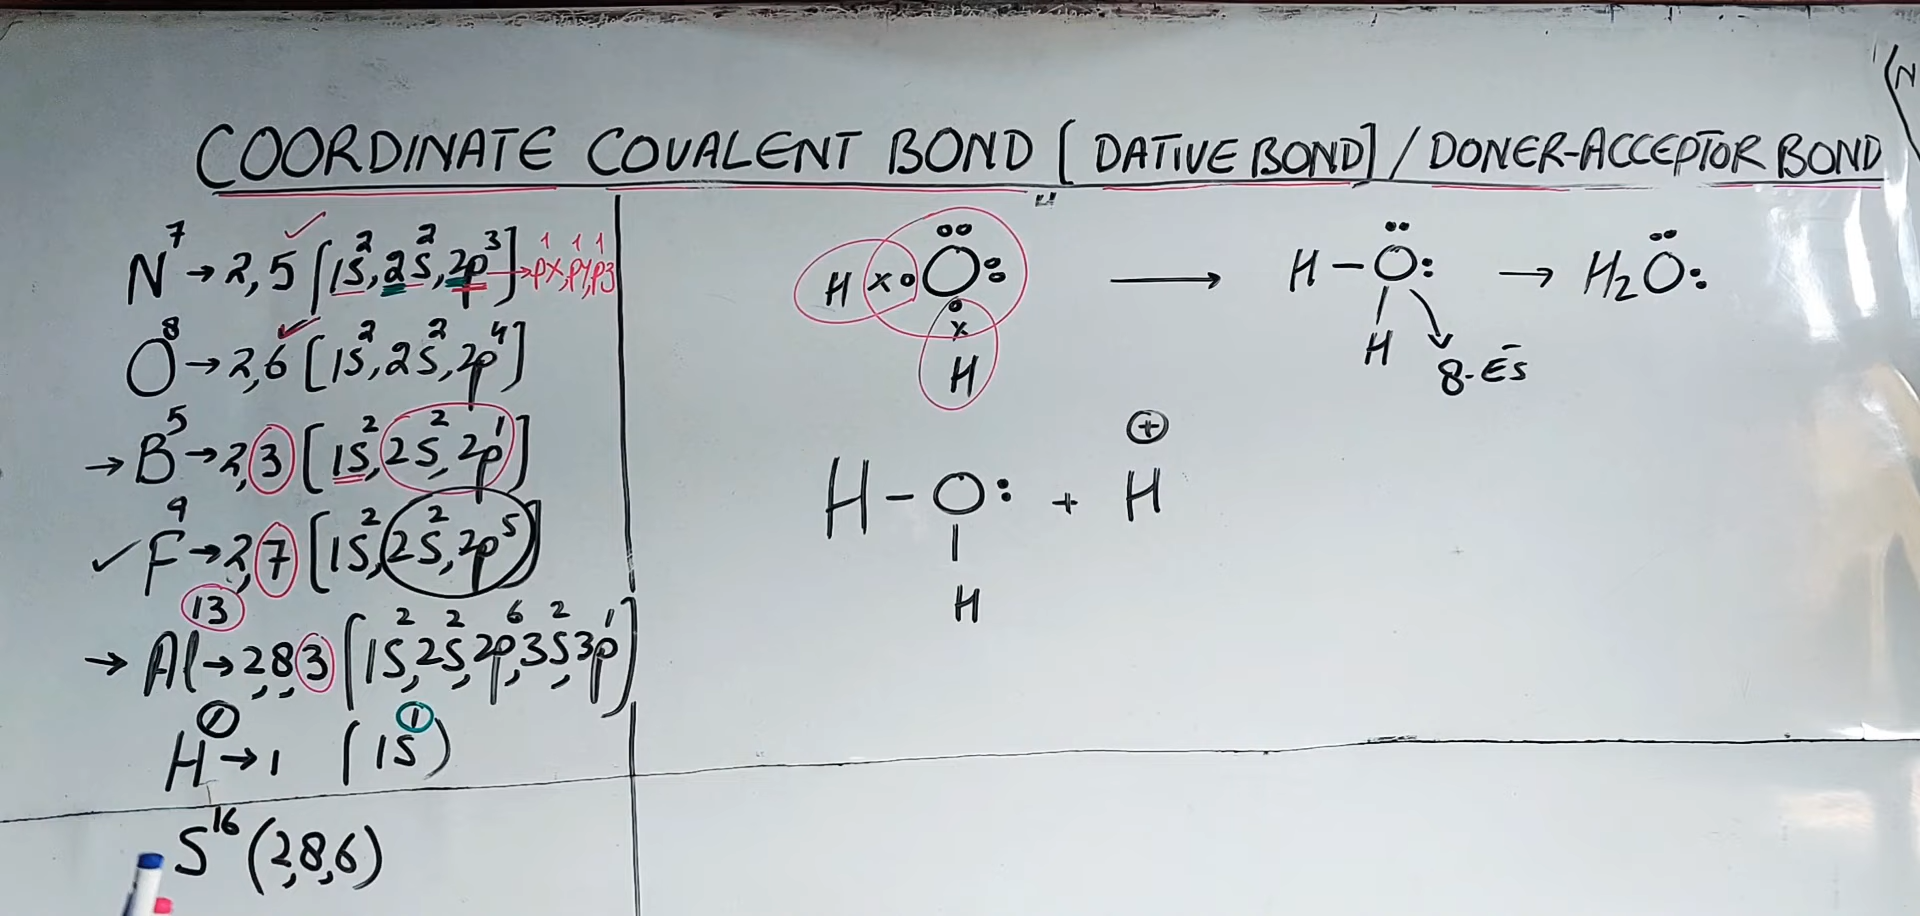 COORDINATE COVALENT BOND [DATIVE BOND] / DONER-ACCEPTOR BOND
N⁷ → 2,5 [1S², 2S², 2p³] → px¹, py¹, pz¹
O⁸ → 2,6 [1S², 2S², 2p⁴]
→ B⁵ → 2,3 [1S², 2S², 2p¹]
✓ F⁹ → 2,7 [1S², 2S², 2p⁵]
→ Al¹³ → 2,8,3 [1S², 2S², 2p⁶, 3S², 3p¹]
H¹ → 1 (1S¹)
S¹⁶ (2,8,6)
H x o O : → H – O : → H₂O :
x
H H 8-Es
⊕
H – O : + H
|
H